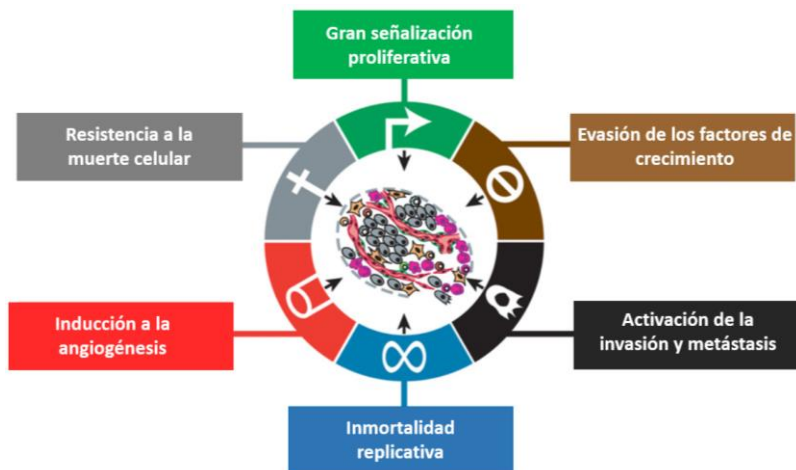 Gran señalización
proliferativa
Resistencia a la
muerte celular
Evasión de los factores de
crecimiento
Inducción a la
angiogénesis
Activación de la
invasión y metástasis
Inmortalidad
replicativa